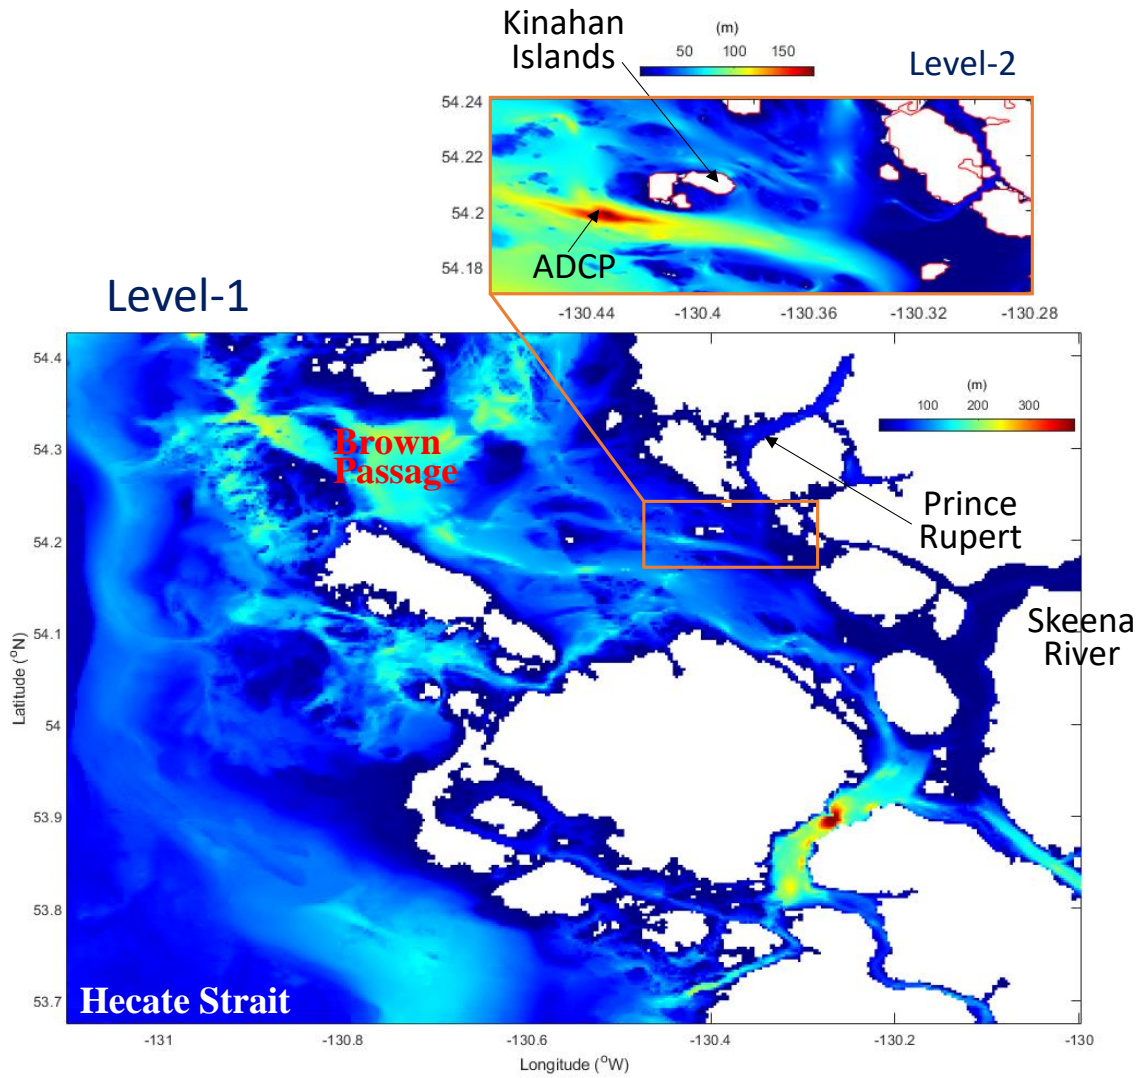 Kinahan
Islands
(m)
50 100 150
Level-2
54.24
54.22
54.2
54.18
ADCP
-130.44 -130.4 -130.36 -130.32 -130.28
Level-1
54.4
54.3
54.2
54.1
54
53.9
53.8
53.7
Latitude (°N)
(m)
100 200 300
Brown
Passage
Prince
Rupert
Skeena
River
Hecate Strait
-131 -130.8 -130.6 -130.4 -130.2 -130
Longitude (°W)